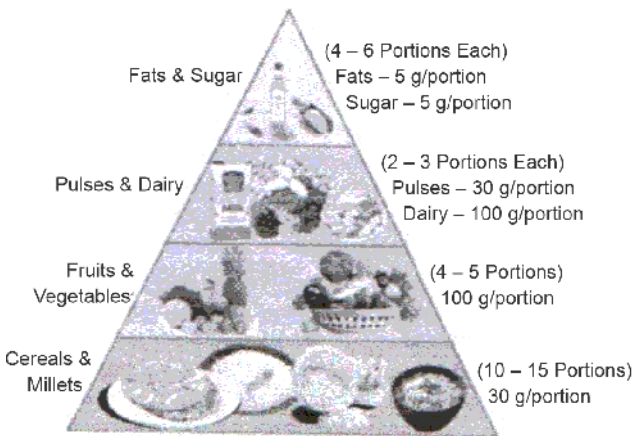 Fats & Sugar
(4 – 6 Portions Each)
Fats – 5 g/portion
Sugar – 5 g/portion
Pulses & Dairy
(2 – 3 Portions Each)
Pulses – 30 g/portion
Dairy – 100 g/portion
Fruits &
Vegetables
(4 – 5 Portions)
100 g/portion
Cereals &
Millets
(10 – 15 Portions)
30 g/portion